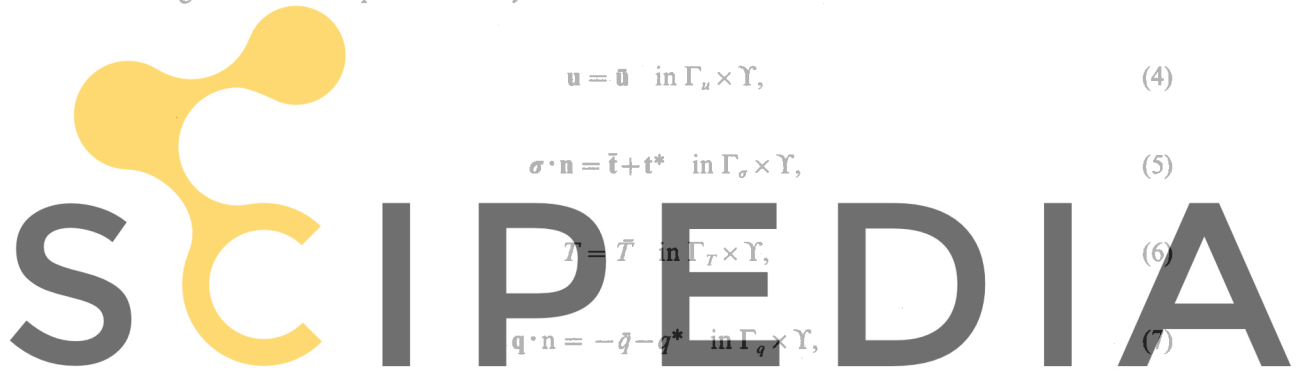 u = ū in Γ_u × ϒ, (4)
σ · n = t̄ + t* in Γ_σ × ϒ, (5)
T = T̄ in Γ_T × ϒ, (6)
q · n = −q̄ − q* in Γ_q × ϒ, (7)
SCIPEDIA